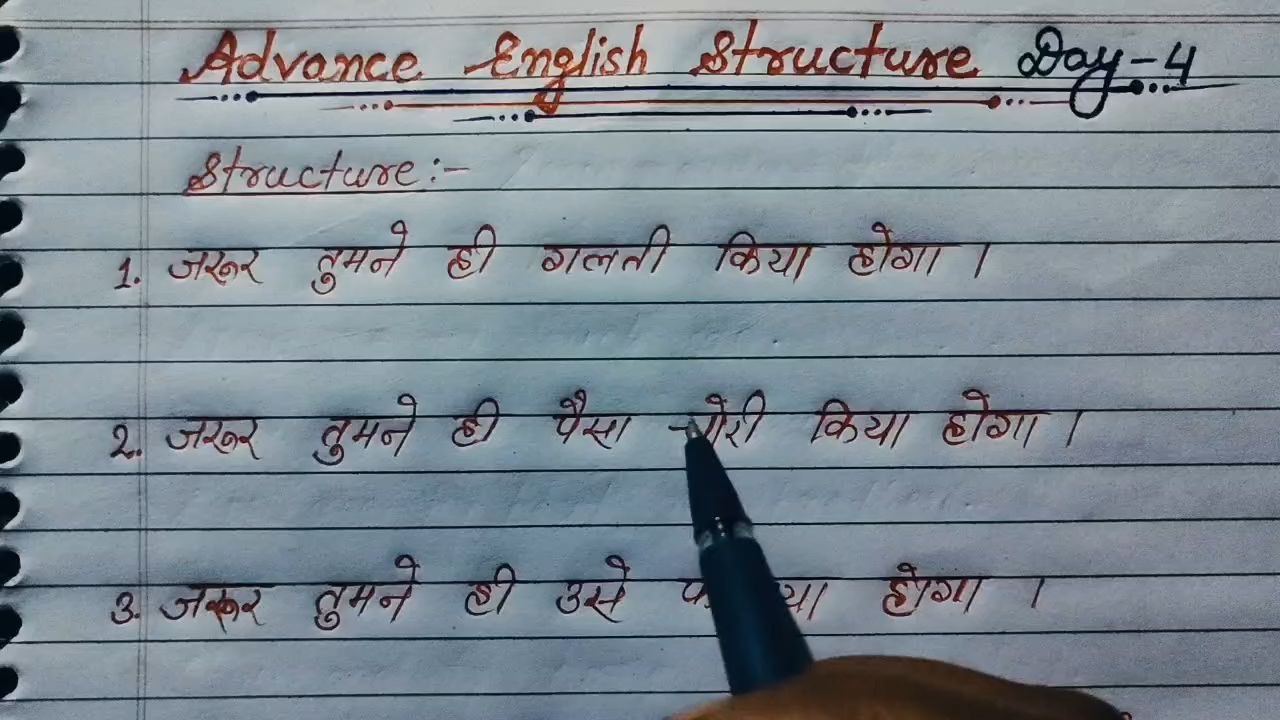 Advance English Structure Day-4
Structure:-
1. जरूर तुमने ही गलती किया होगा ।
2. जरूर तुमने ही पैसा चोरी किया होगा ।
3. जरूर तुमने ही उसे होगा ।